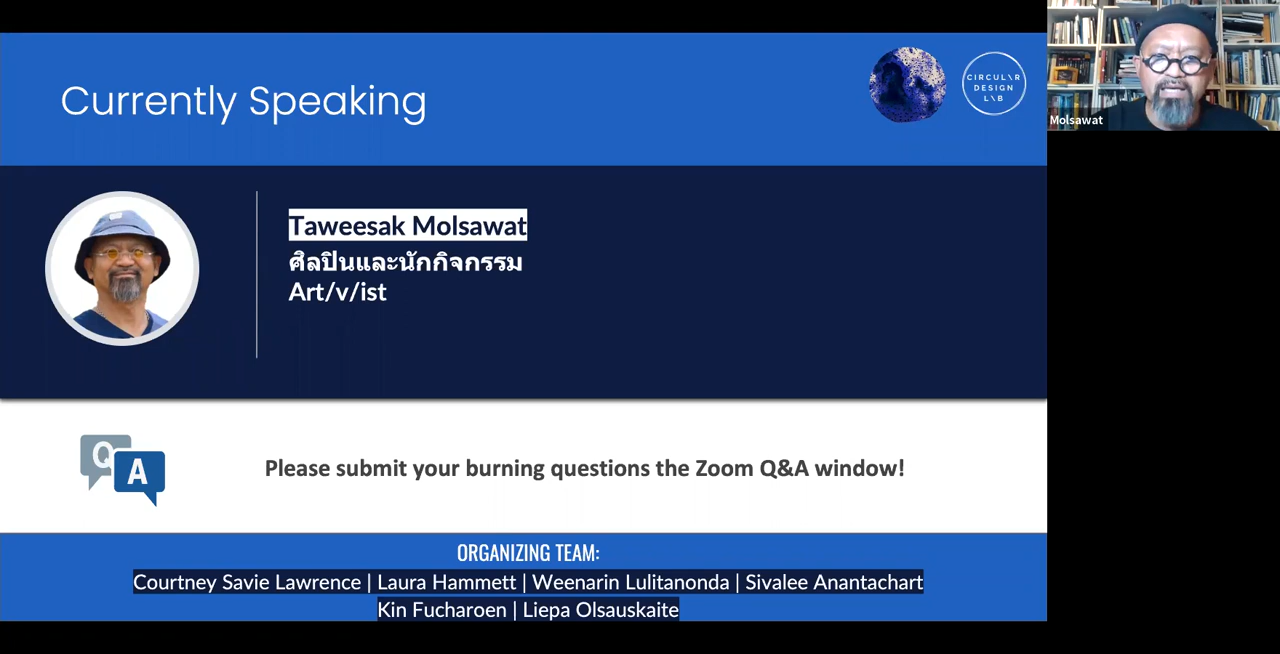 Currently Speaking
CIRCUL\R
DESIGN
L\B
Molsawat
Taweesak Molsawat
ศิลปินและนักกิจกรรม
Art/v/ist
Q
A
Please submit your burning questions the Zoom Q&A window!
ORGANIZING TEAM:
Courtney Savie Lawrence | Laura Hammett | Weenarin Lulitanonda | Sivalee Anantachart
Kin Fucharoen | Liepa Olsauskaite